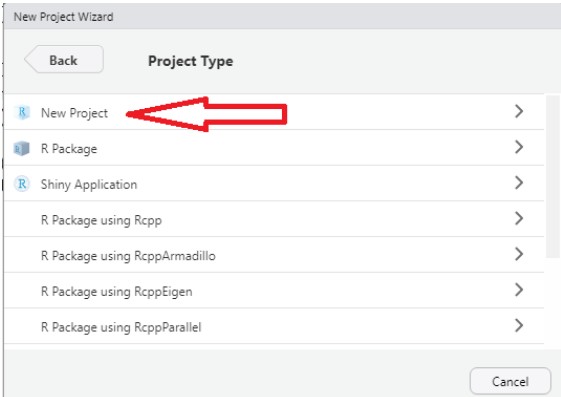 New Project Wizard
Back
Project Type
R New Project
R Package
R Shiny Application
R Package using Rcpp
R Package using RcppArmadillo
R Package using RcppEigen
R Package using RcppParallel
Cancel